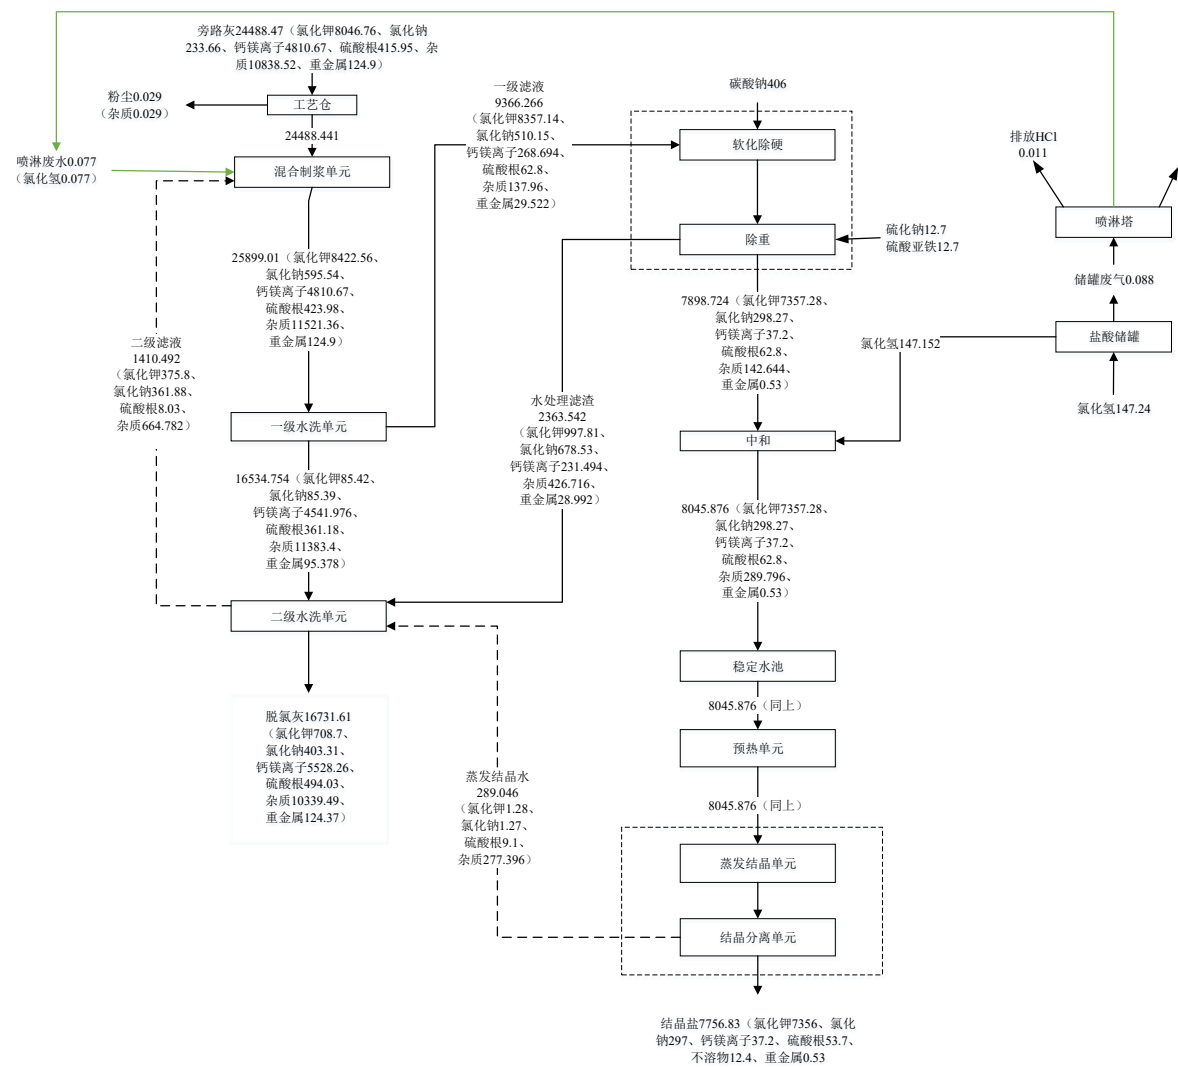 旁路灰24488.47（氯化钾8046.76、氯化钠
233.66、钙镁离子4810.67、硫酸根415.95、杂
质10838.52、重金属124.9）
粉尘0.029
（杂质0.029）
工艺仓
24488.441
喷淋废水0.077
（氯化氢0.077）
混合制浆单元
25899.01（氯化钾8422.56、
氯化钠595.54、
钙镁离子4810.67、
硫酸根423.98、
杂质11521.36、
重金属124.9）
二级滤液
1410.492
（氯化钾375.8、
氯化钠361.88、
硫酸根8.03、
杂质664.782）
一级水洗单元
16534.754（氯化钾85.42、
氯化钠85.39、
钙镁离子4541.976、
硫酸根361.18、
杂质11383.4、
重金属95.378）
二级水洗单元
脱氯灰16731.61
（氯化钾708.7、
氯化钠403.31、
钙镁离子5528.26、
硫酸根494.03、
杂质10339.49、
重金属124.37）
一级滤液
9366.266
（氯化钾8357.14、
氯化钠510.15、
钙镁离子268.694、
硫酸根62.8、
杂质137.96、
重金属29.522）
水处理滤渣
2363.542
（氯化钾997.81、
氯化钠678.53、
钙镁离子231.494、
杂质426.716、
重金属28.992）
蒸发结晶水
289.046
（氯化钾1.28、
氯化钠1.27、
硫酸根9.1、
杂质277.396）
碳酸钠406
软化除硬
除重
硫化钠12.7
硫酸亚铁12.7
7898.724（氯化钾7357.28、
氯化钠298.27、
钙镁离子37.2、
硫酸根62.8、
杂质142.644、
重金属0.53）
中和
8045.876（氯化钾7357.28、
氯化钠298.27、
钙镁离子37.2、
硫酸根62.8、
杂质289.796、
重金属0.53）
稳定水池
8045.876（同上）
预热单元
8045.876（同上）
蒸发结晶单元
结晶分离单元
结晶盐7756.83（氯化钾7356、氯化
钠297、钙镁离子37.2、硫酸根53.7、
不溶物12.4、重金属0.53
排放HCl
0.011
喷淋塔
储罐废气0.088
盐酸储罐
氯化氢147.152
氯化氢147.24